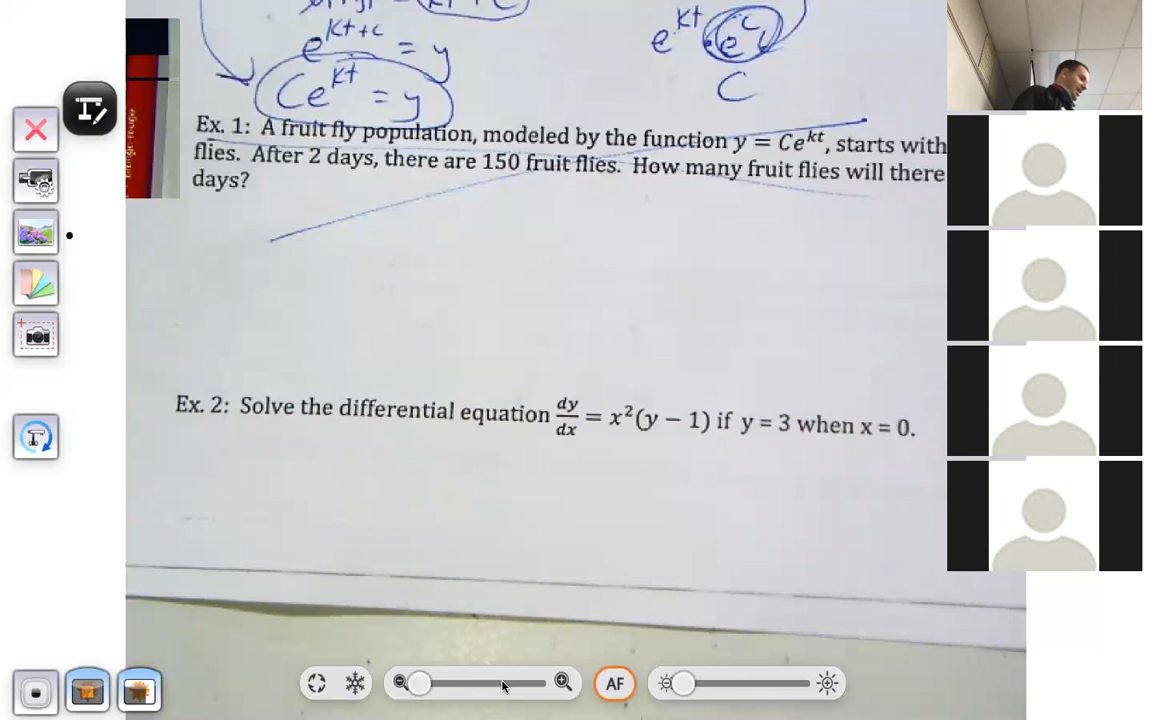 e^{kt+c} = y
Ce^{kt} = y
e^{kt} · e^c
C
Ex. 1: A fruit fly population, modeled by the function y = Ce^{kt}, starts with
flies. After 2 days, there are 150 fruit flies. How many fruit flies will there
days?
Ex. 2: Solve the differential equation \frac{dy}{dx} = x²(y − 1) if y = 3 when x = 0.
AF